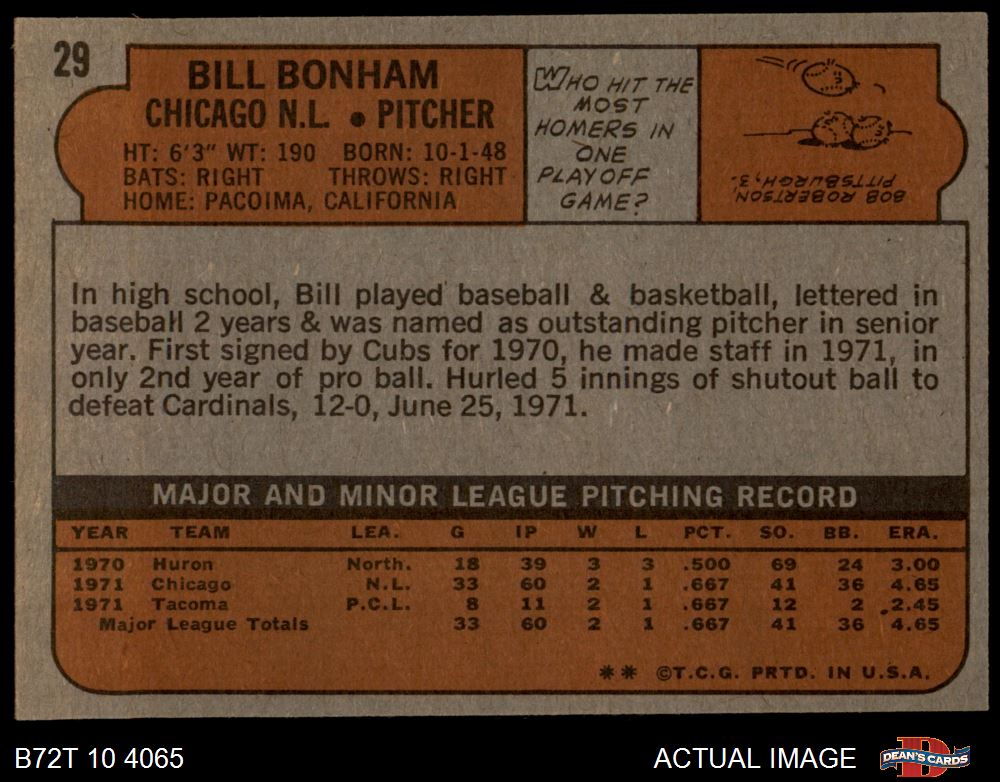 29
BILL BONHAM
CHICAGO N.L. • PITCHER
HT: 6'3" WT: 190 BORN: 10-1-48
BATS: RIGHT THROWS: RIGHT
HOME: PACOIMA, CALIFORNIA
WHO HIT THE
MOST
HOMERS IN
ONE
PLAYOFF
GAME?
BOB ROBERTSON
PITTSBURGH, 3.
In high school, Bill played baseball & basketball, lettered in
baseball 2 years & was named as outstanding pitcher in senior
year. First signed by Cubs for 1970, he made staff in 1971, in
only 2nd year of pro ball. Hurled 5 innings of shutout ball to
defeat Cardinals, 12-0, June 25, 1971.
MAJOR AND MINOR LEAGUE PITCHING RECORD
YEAR TEAM LEA. G IP W L PCT. SO. BB. ERA.
1970 Huron North. 18 39 3 3 .500 69 24 3.00
1971 Chicago N.L. 33 60 2 1 .667 41 36 4.65
1971 Tacoma P.C.L. 8 11 2 1 .667 12 2 2.45
Major League Totals 33 60 2 1 .667 41 36 4.65
** ©T.C.G. PRTD. IN U.S.A.
B72T 10 4065 ACTUAL IMAGE DEAN'S CARDS